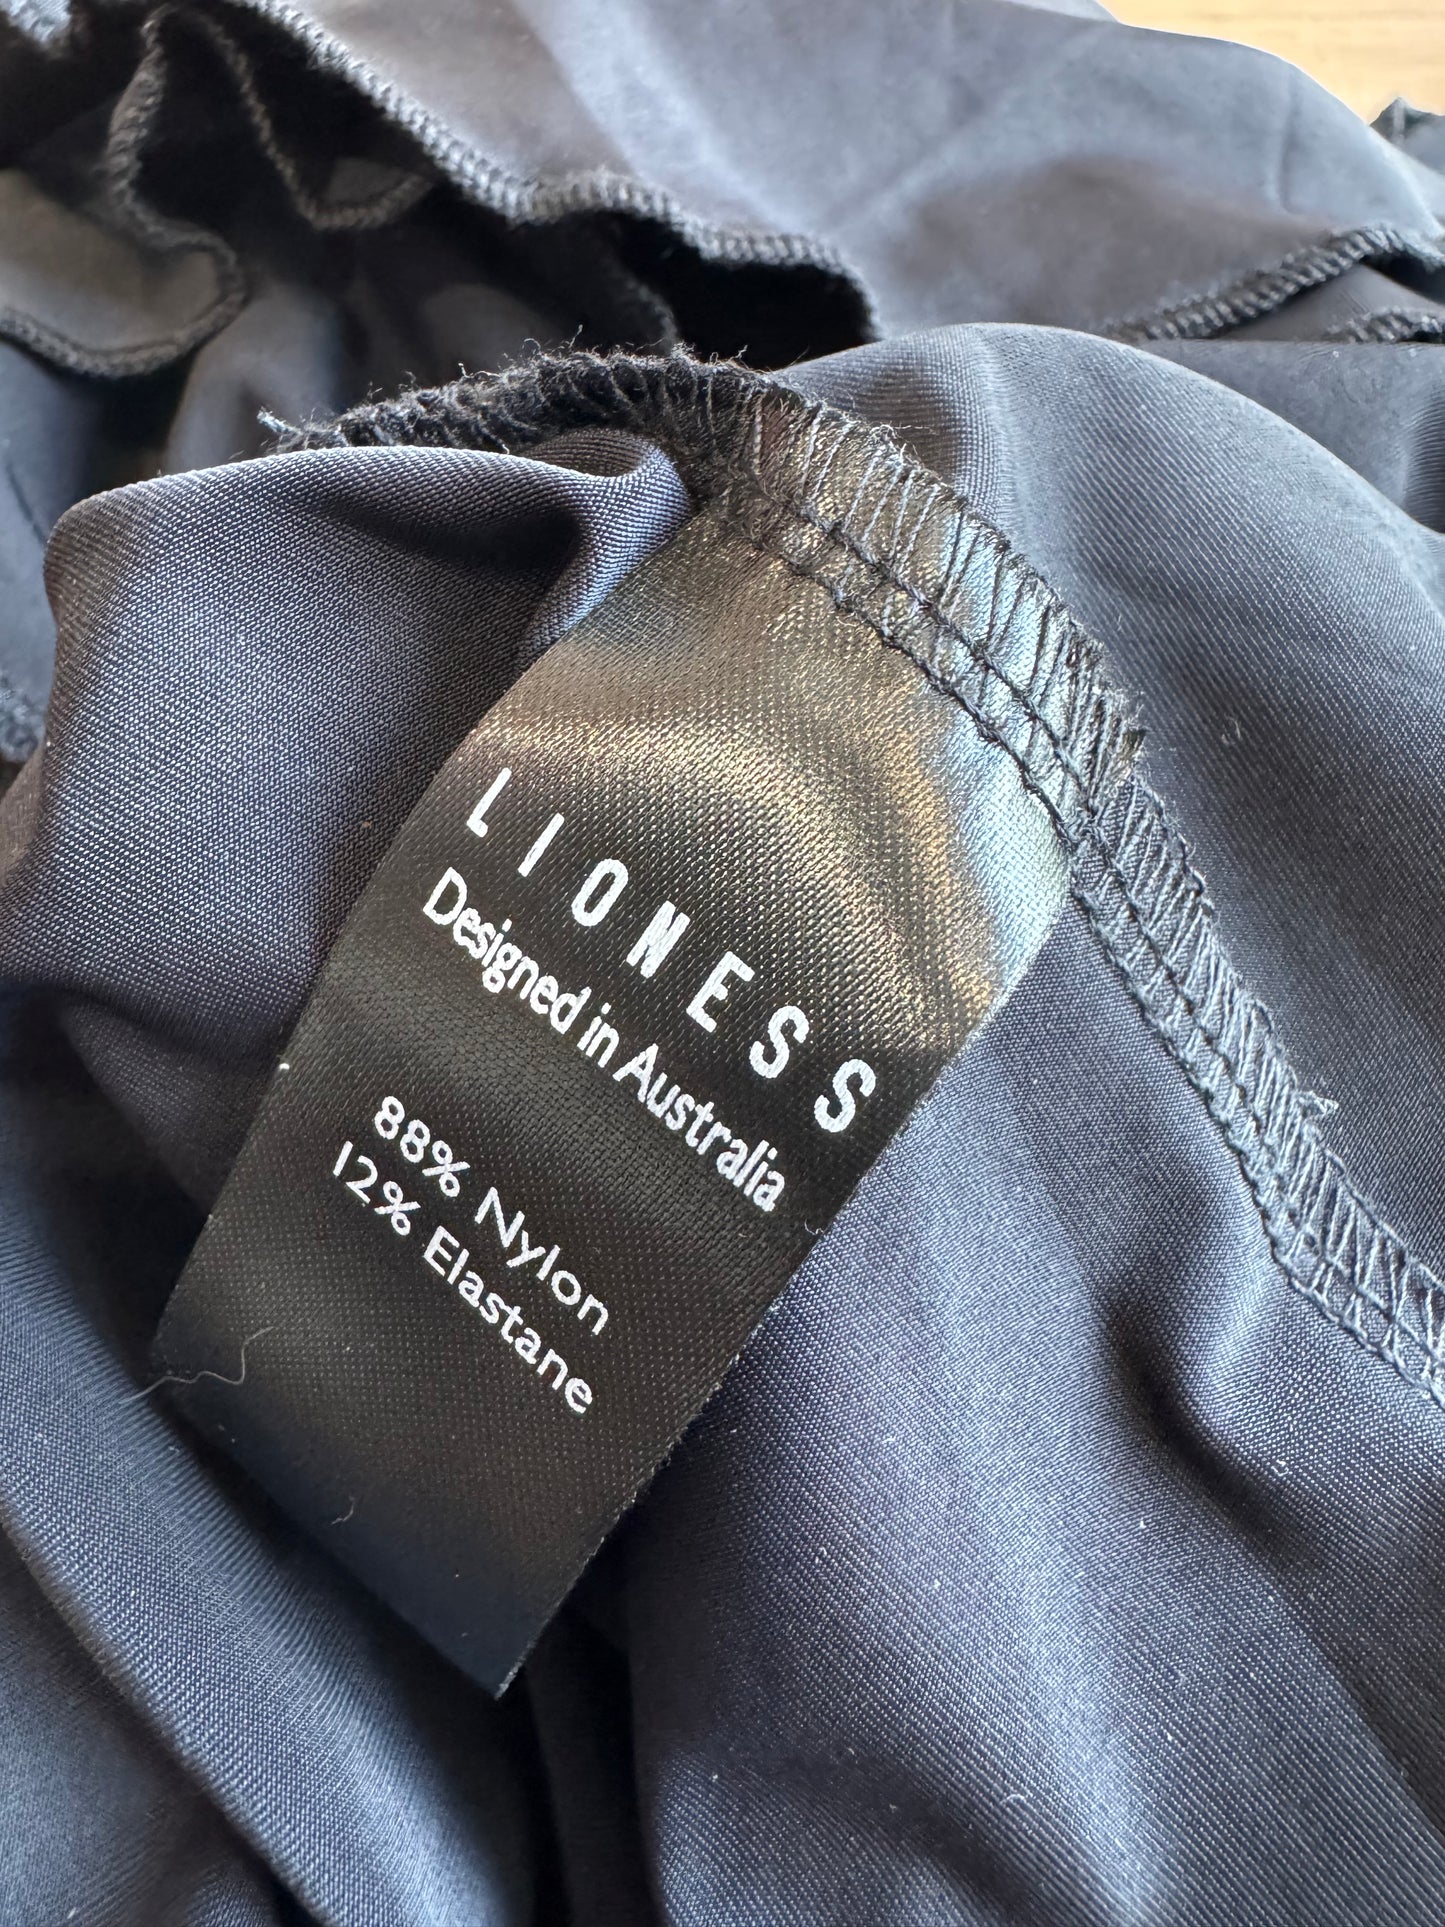 LIONESS
Designed in Australia
88% Nylon
12% Elastane